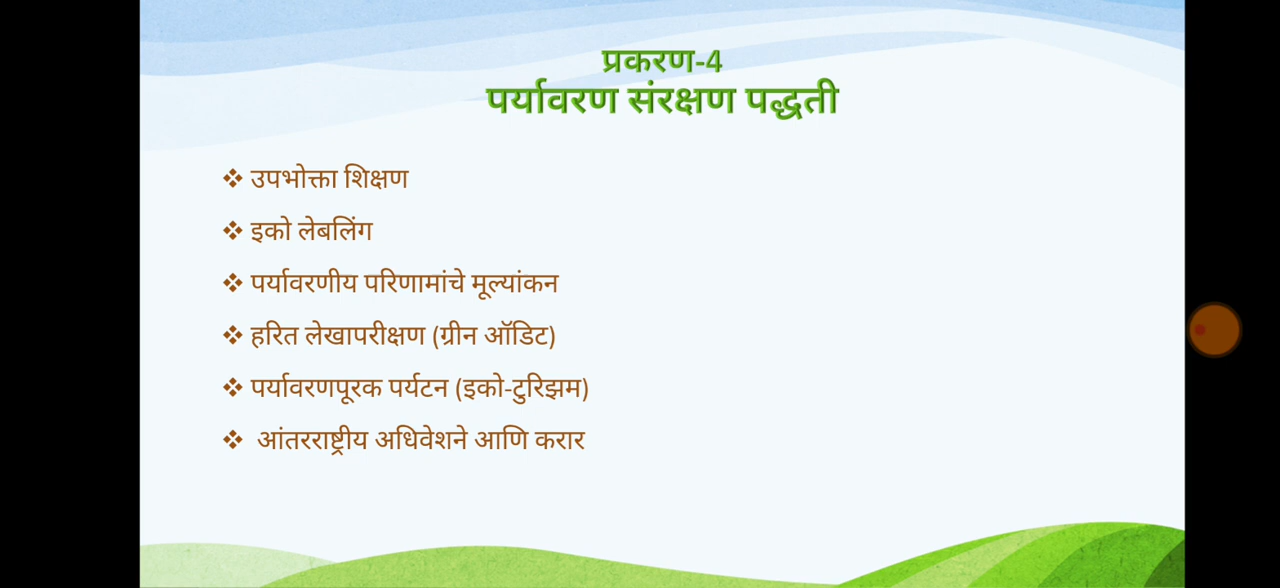 प्रकरण-4
पर्यावरण संरक्षण पद्धती
❖ उपभोक्ता शिक्षण
❖ इको लेबलिंग
❖ पर्यावरणीय परिणामांचे मूल्यांकन
❖ हरित लेखापरीक्षण (ग्रीन ऑडिट)
❖ पर्यावरणपूरक पर्यटन (इको-टुरिझम)
❖ आंतरराष्ट्रीय अधिवेशने आणि करार